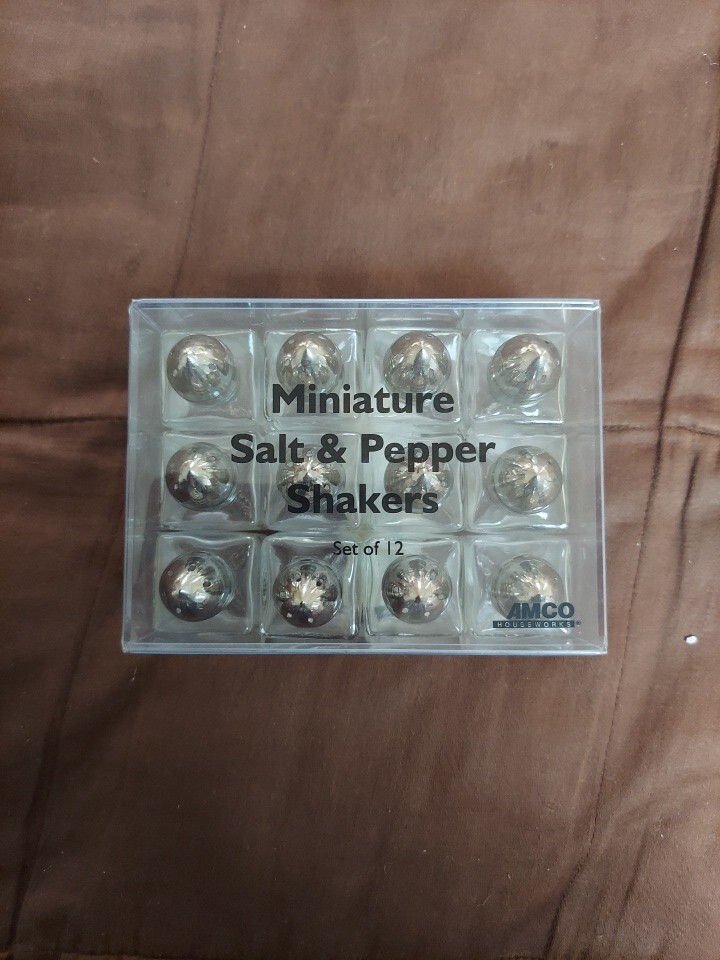 Miniature
Salt & Pepper
Shakers
Set of 12
AMCO
HOUSEWORKS